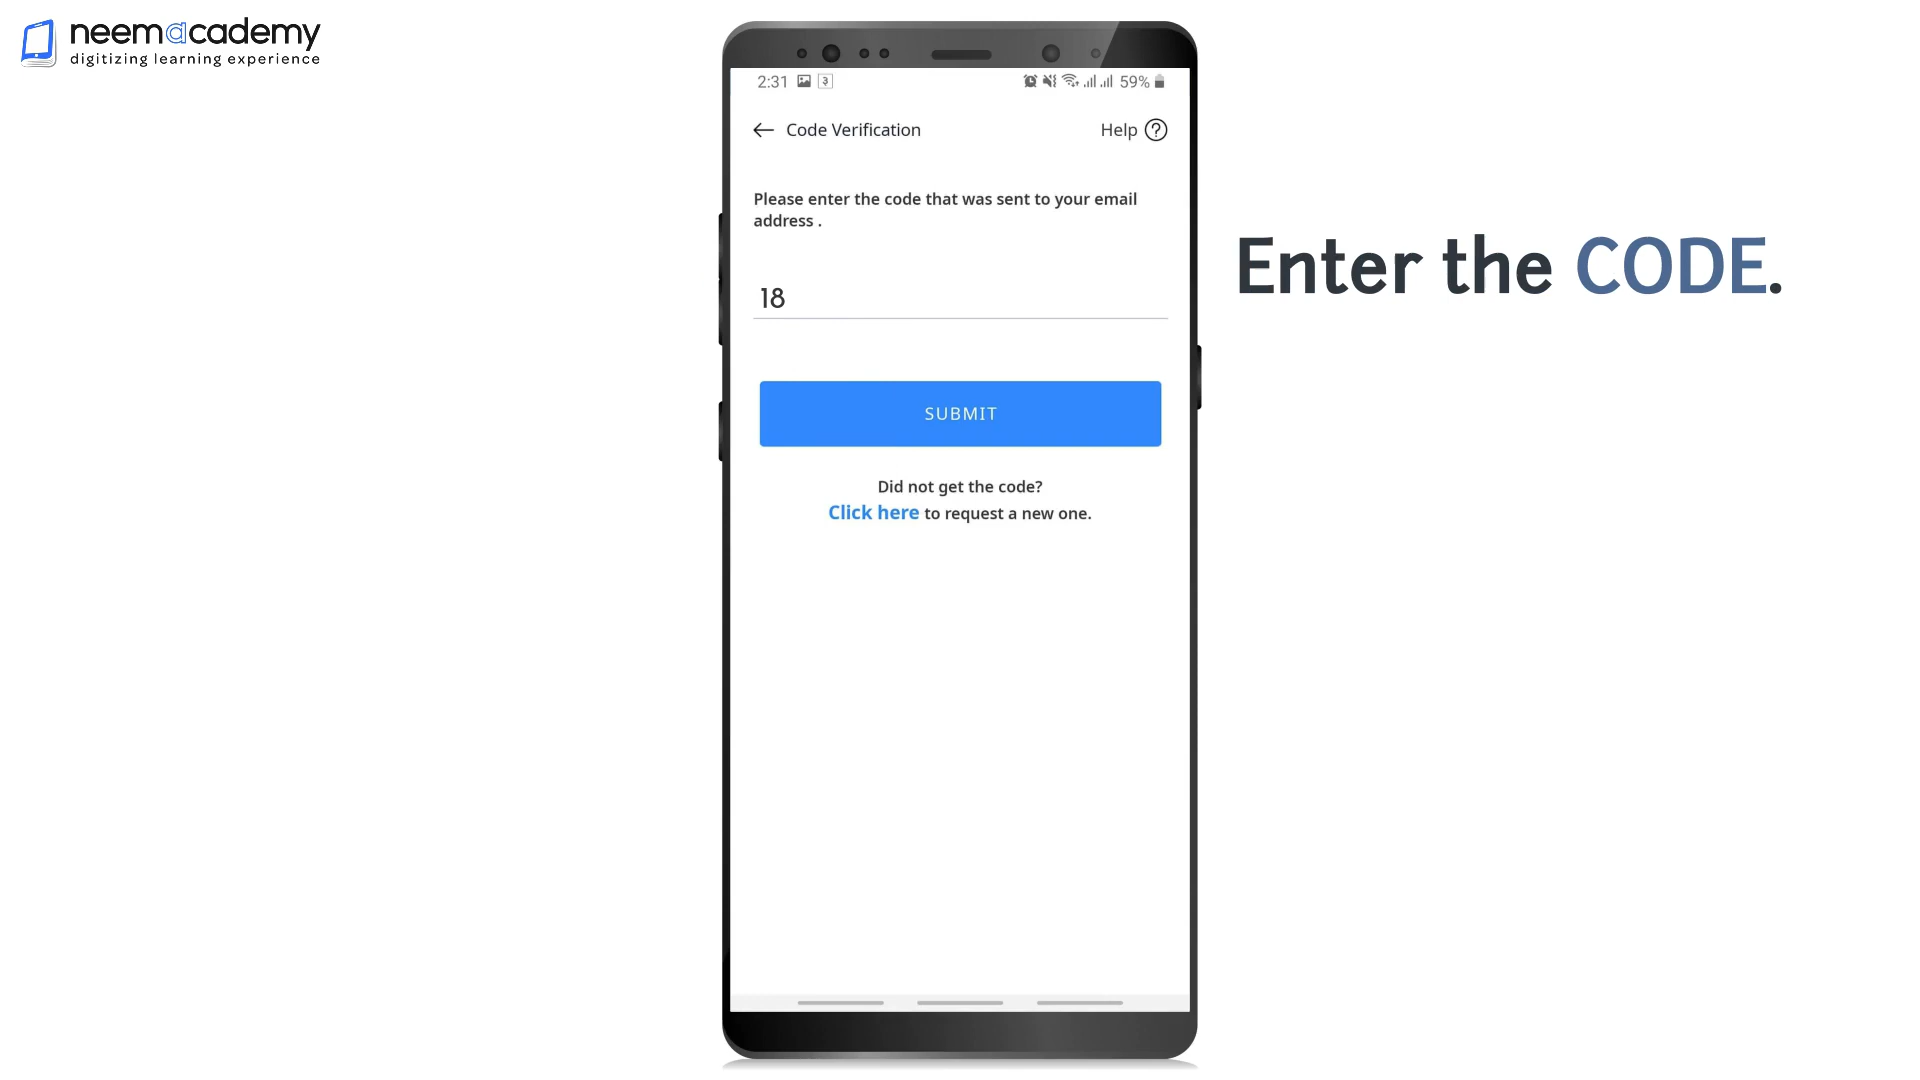 neemacademy
digitizing learning experience
2:31
59%
Code Verification
Help ?
Please enter the code that was sent to your email
address .
18
Enter the CODE.
SUBMIT
Did not get the code?
Click here to request a new one.